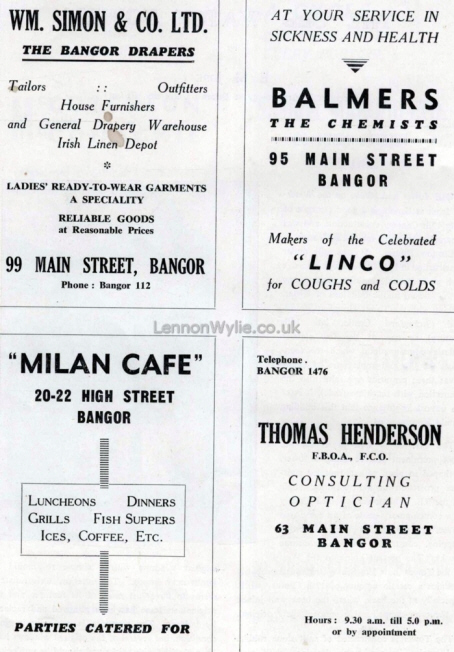 WM. SIMON & CO. LTD.
THE BANGOR DRAPERS
Tailors :: Outfitters
House Furnishers
and General Drapery Warehouse
Irish Linen Depot
LADIES' READY-TO-WEAR GARMENTS
A SPECIALITY
RELIABLE GOODS
at Reasonable Prices
99 MAIN STREET, BANGOR
Phone : Bangor 112
AT YOUR SERVICE IN
SICKNESS AND HEALTH
BALMERS
THE CHEMISTS
95 MAIN STREET
BANGOR
Makers of the Celebrated
"LINCO"
for COUGHS and COLDS
LennonWylie.co.uk
"MILAN CAFE"
20-22 HIGH STREET
BANGOR
LUNCHEONS DINNERS
GRILLS FISH SUPPERS
ICES, COFFEE, ETC.
PARTIES CATERED FOR
Telephone .
BANGOR 1476
THOMAS HENDERSON
F.B.O.A., F.C.O.
CONSULTING
OPTICIAN
63 MAIN STREET
BANGOR
Hours : 9.30 a.m. till 5.0 p.m.
or by appointment